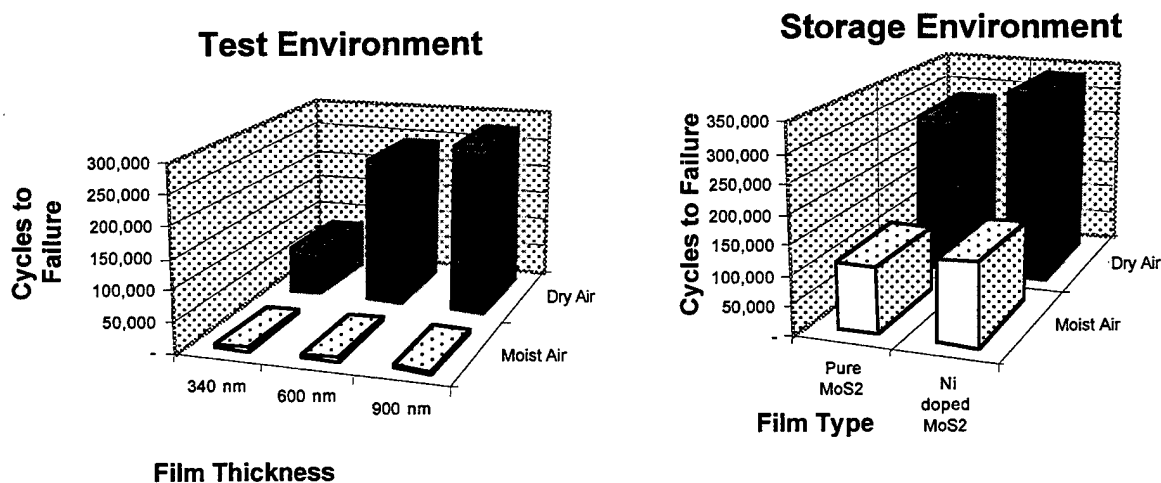 Test Environment
Cycles to
Failure
300,000
250,000
200,000
150,000
100,000
50,000
-
340 nm
600 nm
900 nm
Dry Air
Moist Air
Film Thickness
Storage Environment
Cycles to Failure
350,000
300,000
250,000
200,000
150,000
100,000
50,000
-
Pure
MoS2
Ni
doped
MoS2
Dry Air
Moist Air
Film Type